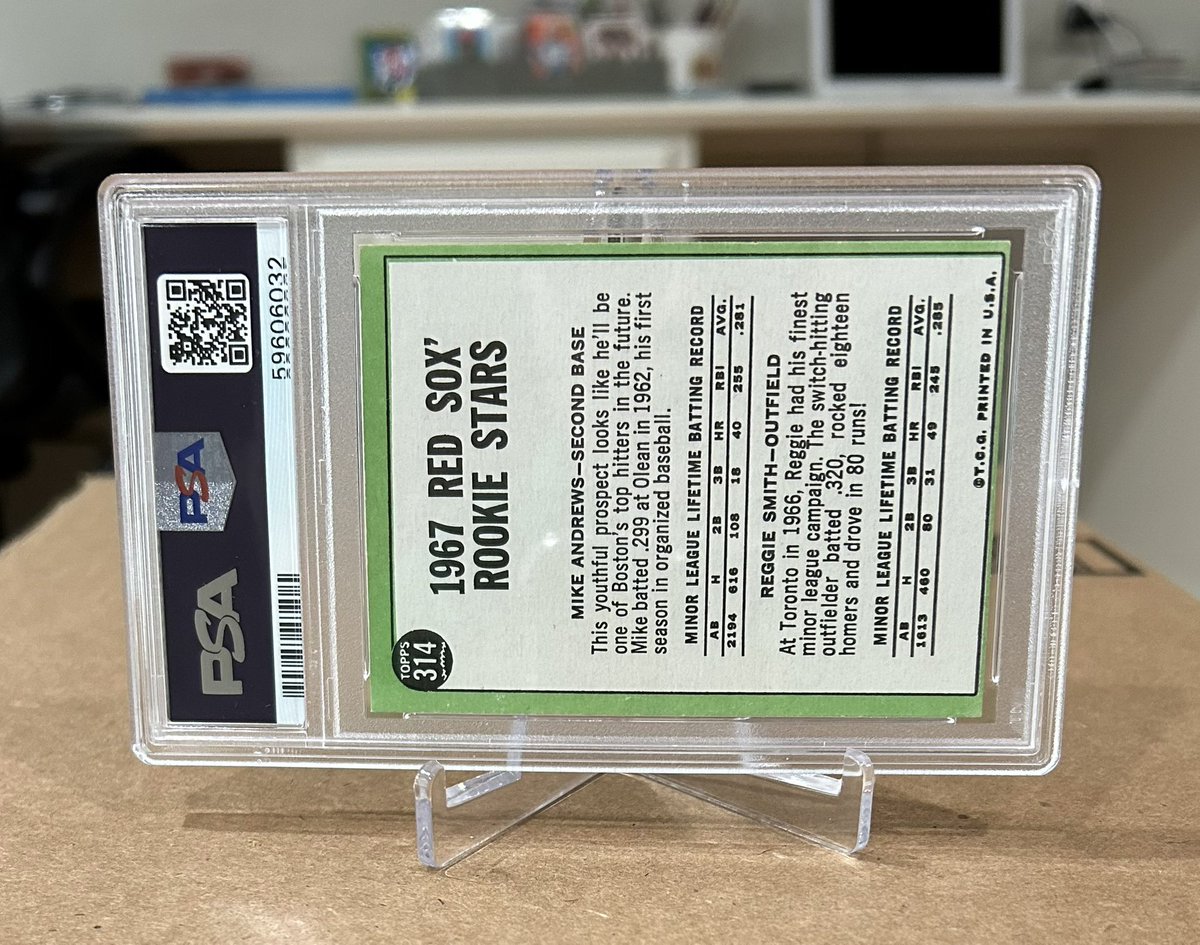 PSA
PSA
59606032
TOPPS
314
1967 RED SOX'
ROOKIE STARS
MIKE ANDREWS–SECOND BASE
This youthful prospect looks like he'll be
one of Boston's top hitters in the future.
Mike batted .299 at Olean in 1962, his first
season in organized baseball.
MINOR LEAGUE LIFETIME BATTING RECORD
AB H 2B 3B HR RBI AVG.
2194 616 108 18 40 255 .281
REGGIE SMITH–OUTFIELD
At Toronto in 1966, Reggie had his finest
minor league campaign. The switch-hitting
outfielder batted .320, rocked eighteen
homers and drove in 80 runs!
MINOR LEAGUE LIFETIME BATTING RECORD
AB H 2B 3B HR RBI AVG.
1613 460 80 31 49 245 .285
©T.C.G. PRINTED IN U.S.A.